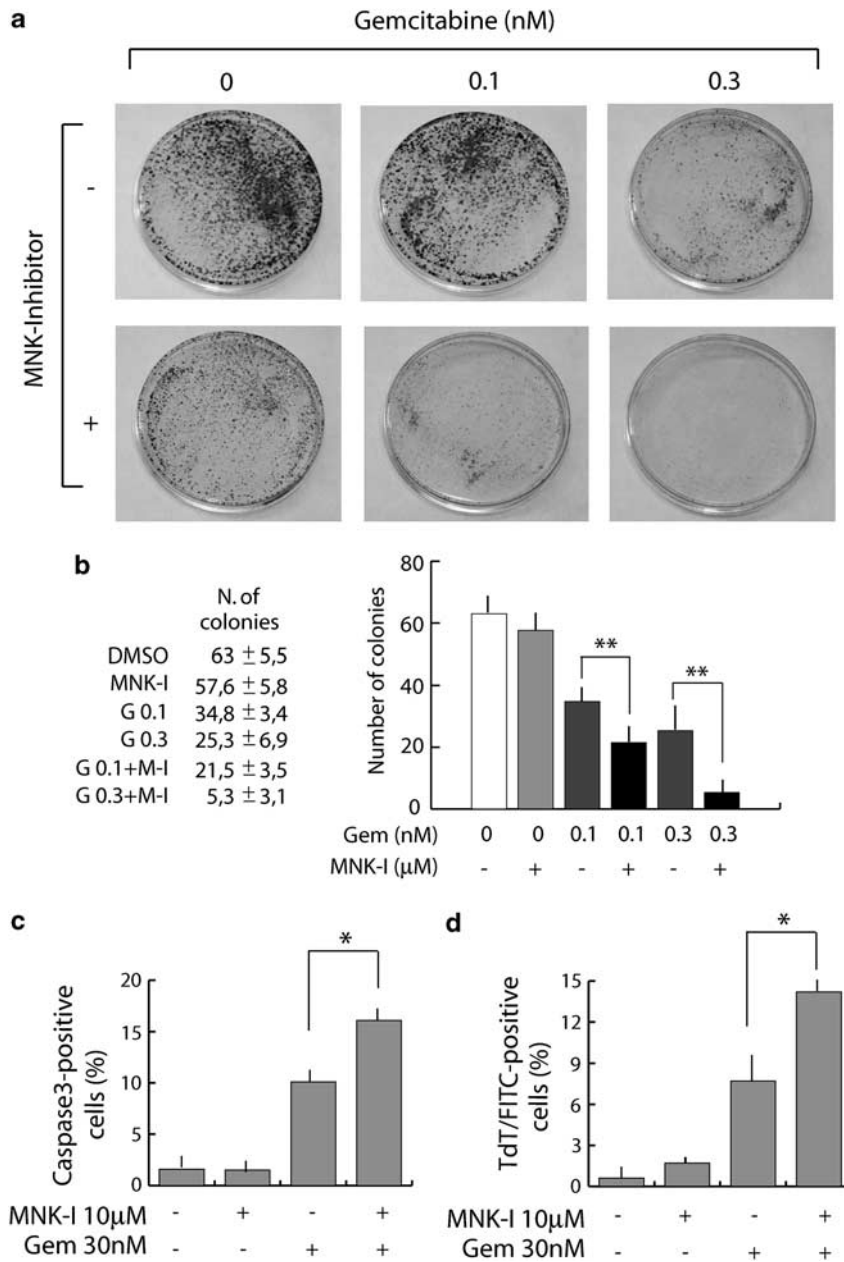 a
Gemcitabine (nM)
0 0.1 0.3
MNK-Inhibitor
-
+
b
N. of
colonies
DMSO 63 ±5,5
MNK-I 57,6 ±5,8
G 0.1 34,8 ±3,4
G 0.3 25,3 ±6,9
G 0.1+M-I 21,5 ±3,5
G 0.3+M-I 5,3 ±3,1
Number of colonies
80
60
40
20
0
** **
Gem (nM) 0 0 0.1 0.1 0.3 0.3
MNK-I (μM) - + - + - +
c
Caspase3-positive
cells (%)
20
15
10
5
0
*
MNK-I 10μM - + - +
Gem 30nM - - + +
d
TdT/FITC-positive
cells (%)
15
12
9
6
3
0
*
MNK-I 10μM - + - +
Gem 30nM - - + +